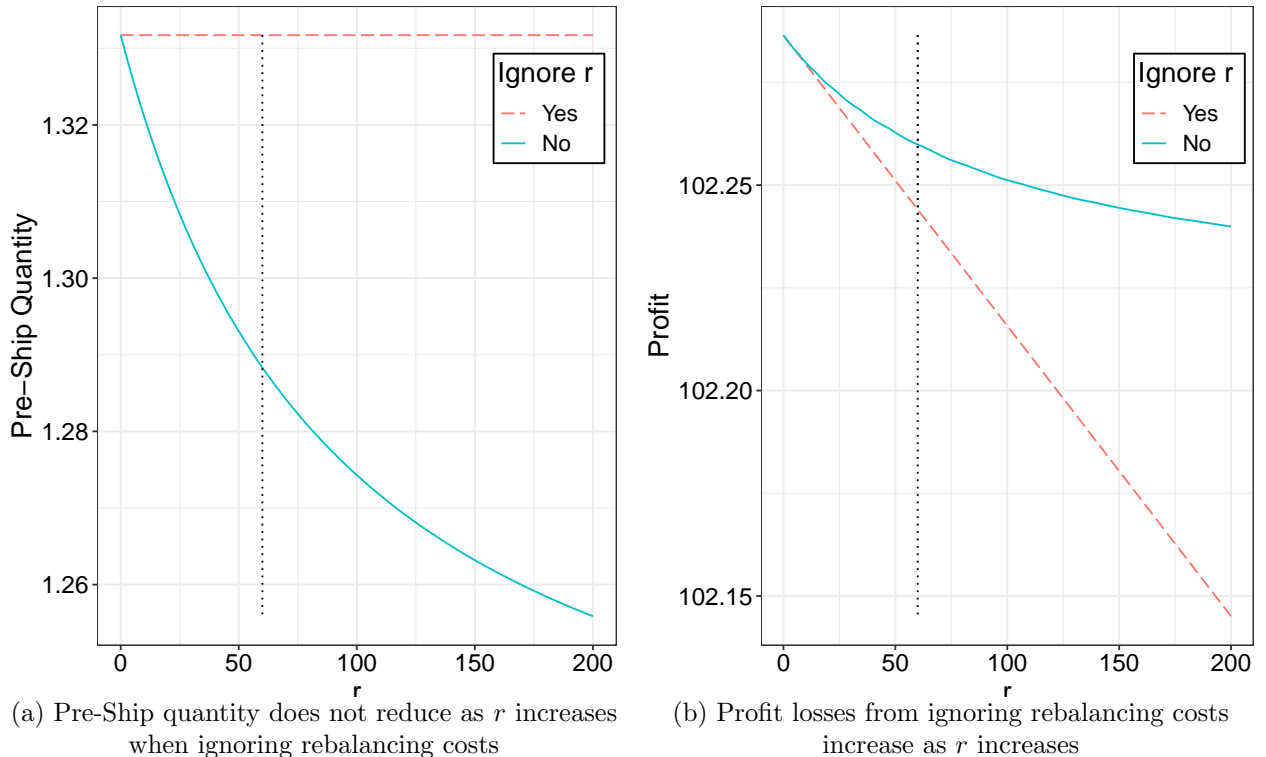 Pre−Ship Quantity
1.32
1.30
1.28
1.26
0 50 100 150 200
r
Ignore r
Yes
No
(a) Pre-Ship quantity does not reduce as r increases
when ignoring rebalancing costs
Profit
102.25
102.20
102.15
0 50 100 150 200
r
Ignore r
Yes
No
(b) Profit losses from ignoring rebalancing costs
increase as r increases